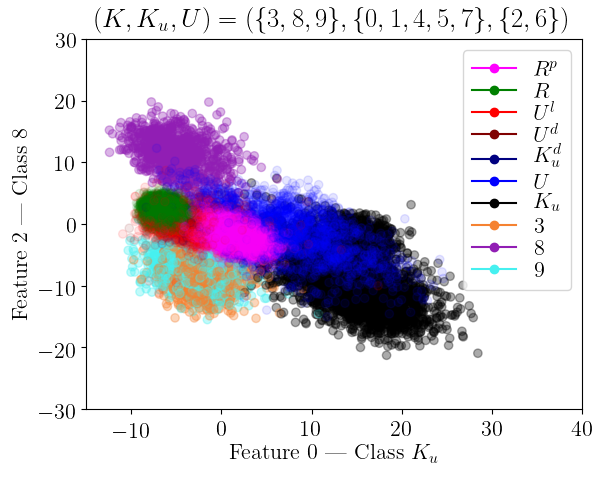 (K, K_u, U) = ({3, 8, 9}, {0, 1, 4, 5, 7}, {2, 6})
30
20
10
0
−10
−20
−30
Feature 2 — Class 8
R^p
R
U^l
U^d
K_u^d
U
K_u
3
8
9
−10
0
10
20
30
40
Feature 0 — Class K_u